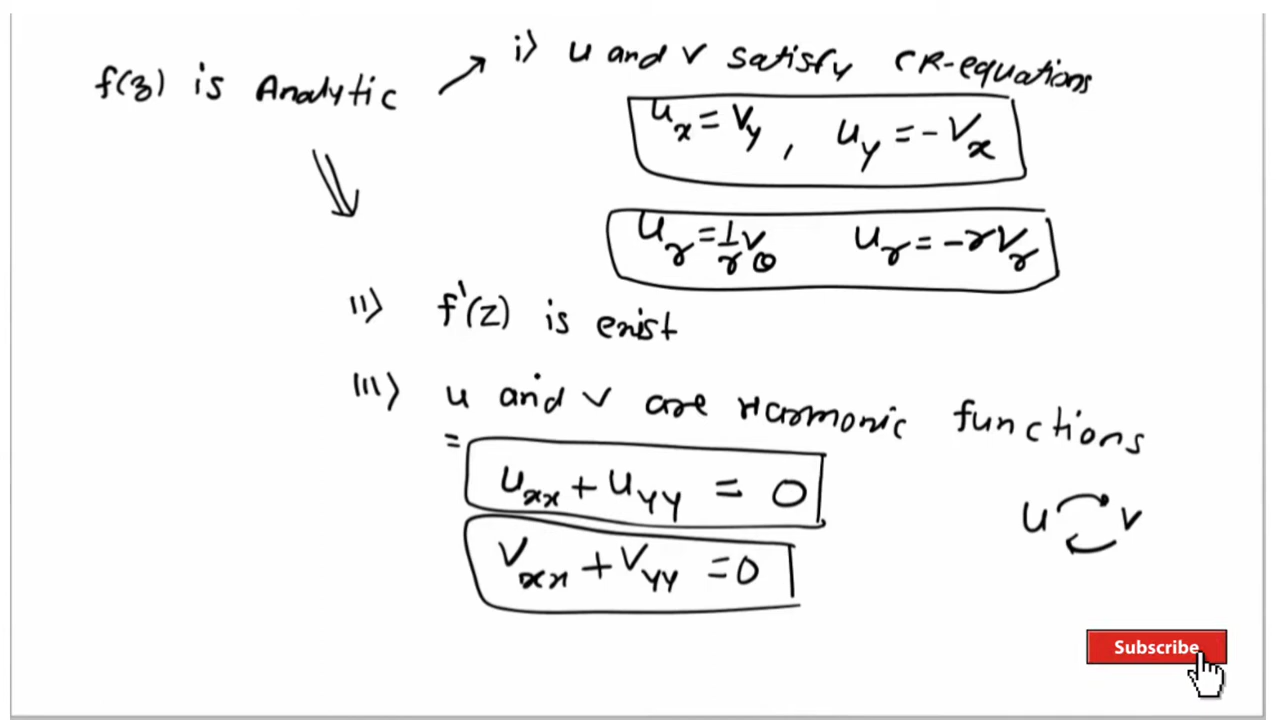 i) u and v satisfy CR-equations
f(z) is Analytic
u_x = v_y , u_y = -v_x
u_r = 1/r v_θ u_r = -r v_r
ii) f'(z) is exist
iii) u and v are Harmonic functions
=
u_xx + u_yy = 0
u v
v_xx + v_yy = 0
Subscribe